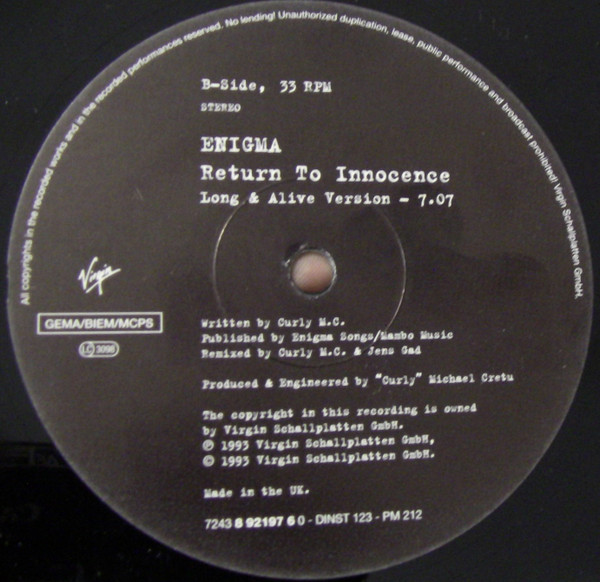 All copyrights in the recorded works and in the recorded performances reserved. No lending! Unauthorized duplication, lease, public performance and broadcast prohibited! Virgin Schallplatten GmbH.
B-Side, 33 RPM
STEREO
ENIGMA
Return To Innocence
Long & Alive Version - 7.07
Virgin
GEMA/BIEM/MCPS
LC 3098
Written by Curly M.C.
Published by Enigma Songs/Mambo Music
Remixed by Curly M.C. & Jens Gad
Produced & Engineered by "Curly" Michael Cretu
The copyright in this recording is owned
by Virgin Schallplatten GmbH.
℗ 1993 Virgin Schallplatten GmbH,
© 1993 Virgin Schallplatten GmbH.
Made in the UK.
7243 8 92197 6 0 - DINST 123 - PM 212